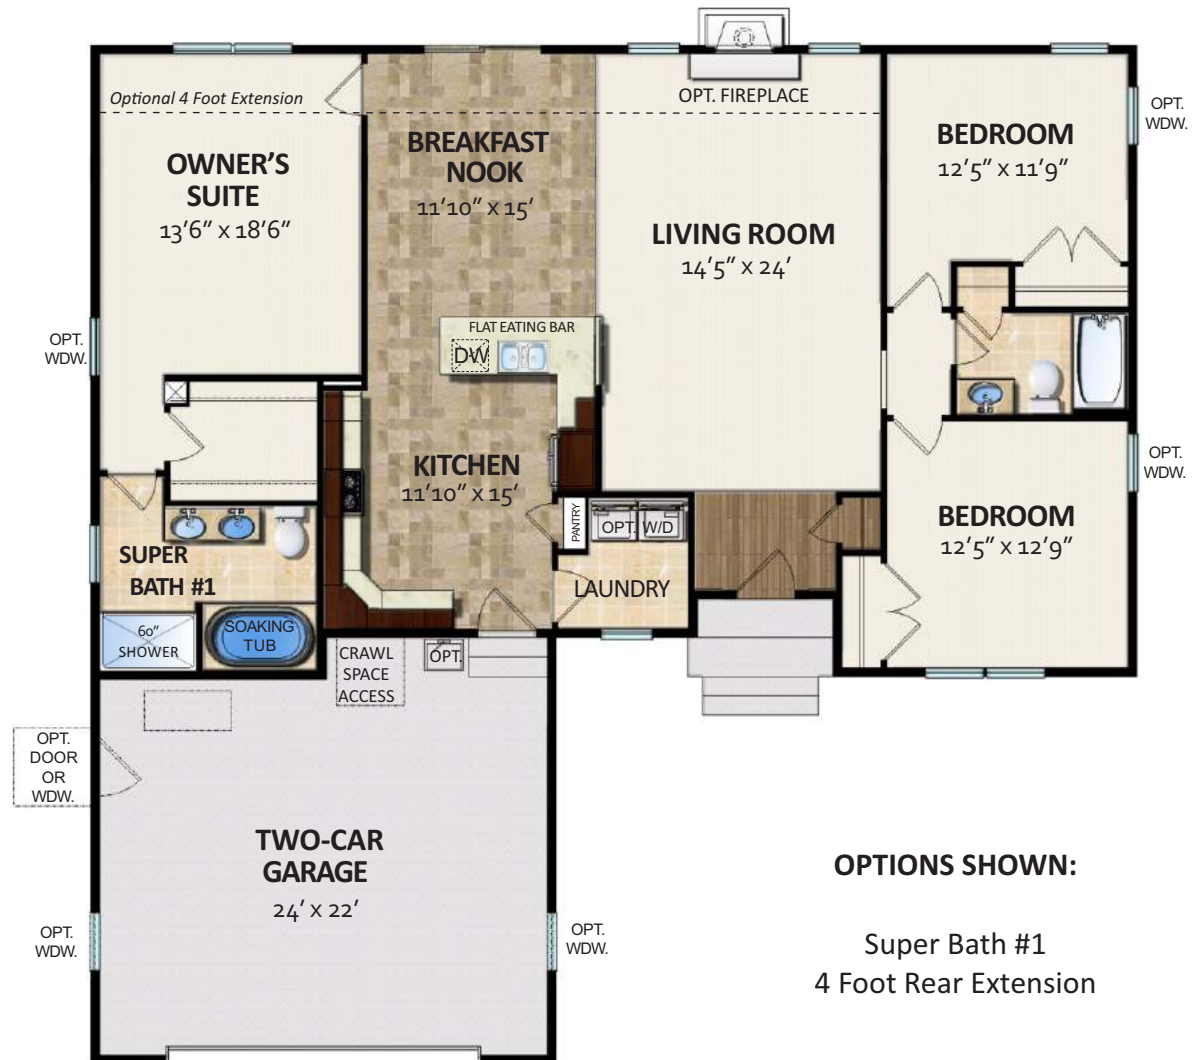 OPT. FIREPLACE
Optional 4 Foot Extension
OPT.
WDW.
OWNER'S
SUITE
13'6" x 18'6"
BREAKFAST
NOOK
11'10" x 15'
LIVING ROOM
14'5" x 24'
BEDROOM
12'5" x 11'9"
OPT.
WDW.
FLAT EATING BAR
DW
KITCHEN
11'10" x 15'
OPT.
WDW.
PANTRY
OPT. W/D
LAUNDRY
BEDROOM
12'5" x 12'9"
SUPER
BATH #1
60"
SHOWER
SOAKING
TUB
CRAWL
SPACE
ACCESS
OPT.
OPT.
DOOR
OR
WDW.
TWO-CAR
GARAGE
24' x 22'
OPT.
WDW.
OPT.
WDW.
OPTIONS SHOWN:
Super Bath #1
4 Foot Rear Extension